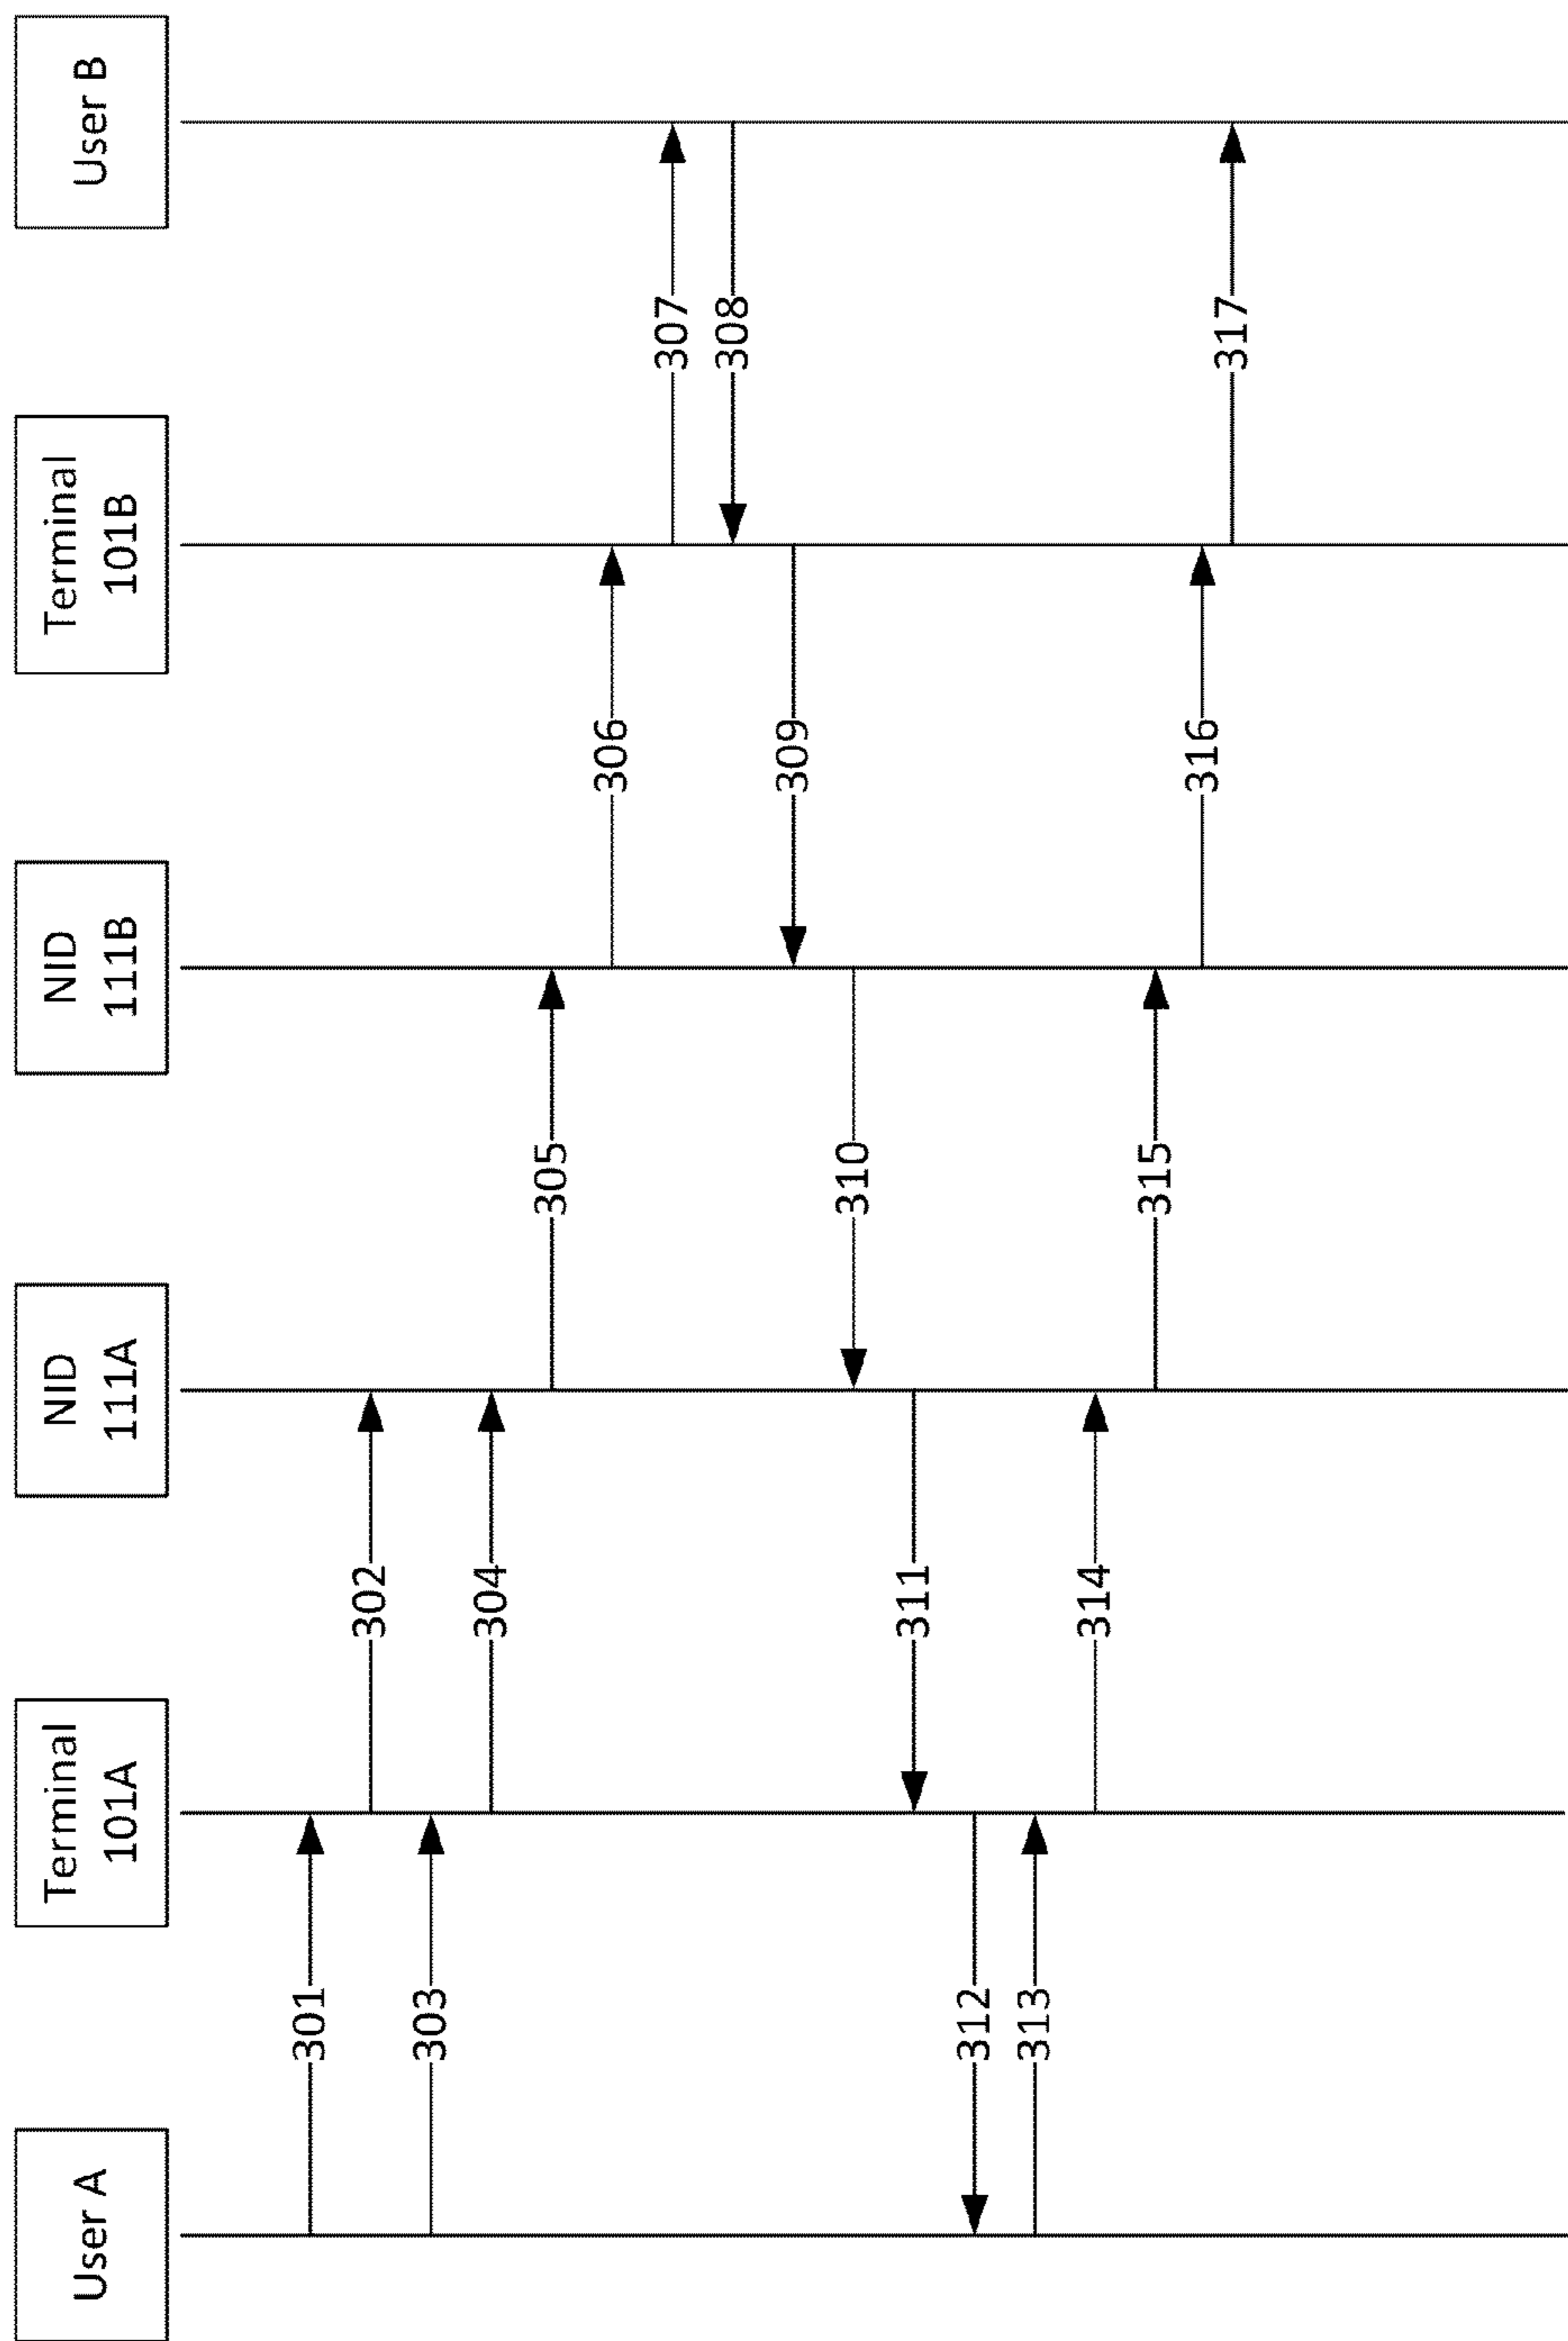 User A
Terminal
101A
NID
111A
NID
111B
Terminal
101B
User B
301
302
303
304
305
306
307
308
309
310
311
312
313
314
315
316
317